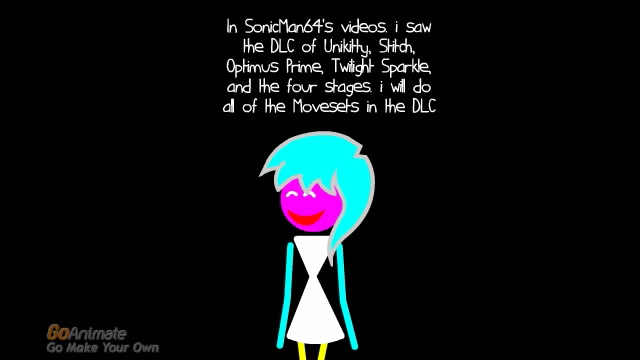 In SonicMan64's videos. i saw
the DLC of Unikitty, Stitch,
Optimus Prime, Twilight Sparkle,
and the four stages. i will do
all of the Movesets in the DLC
GoAnimate
Go Make Your Own